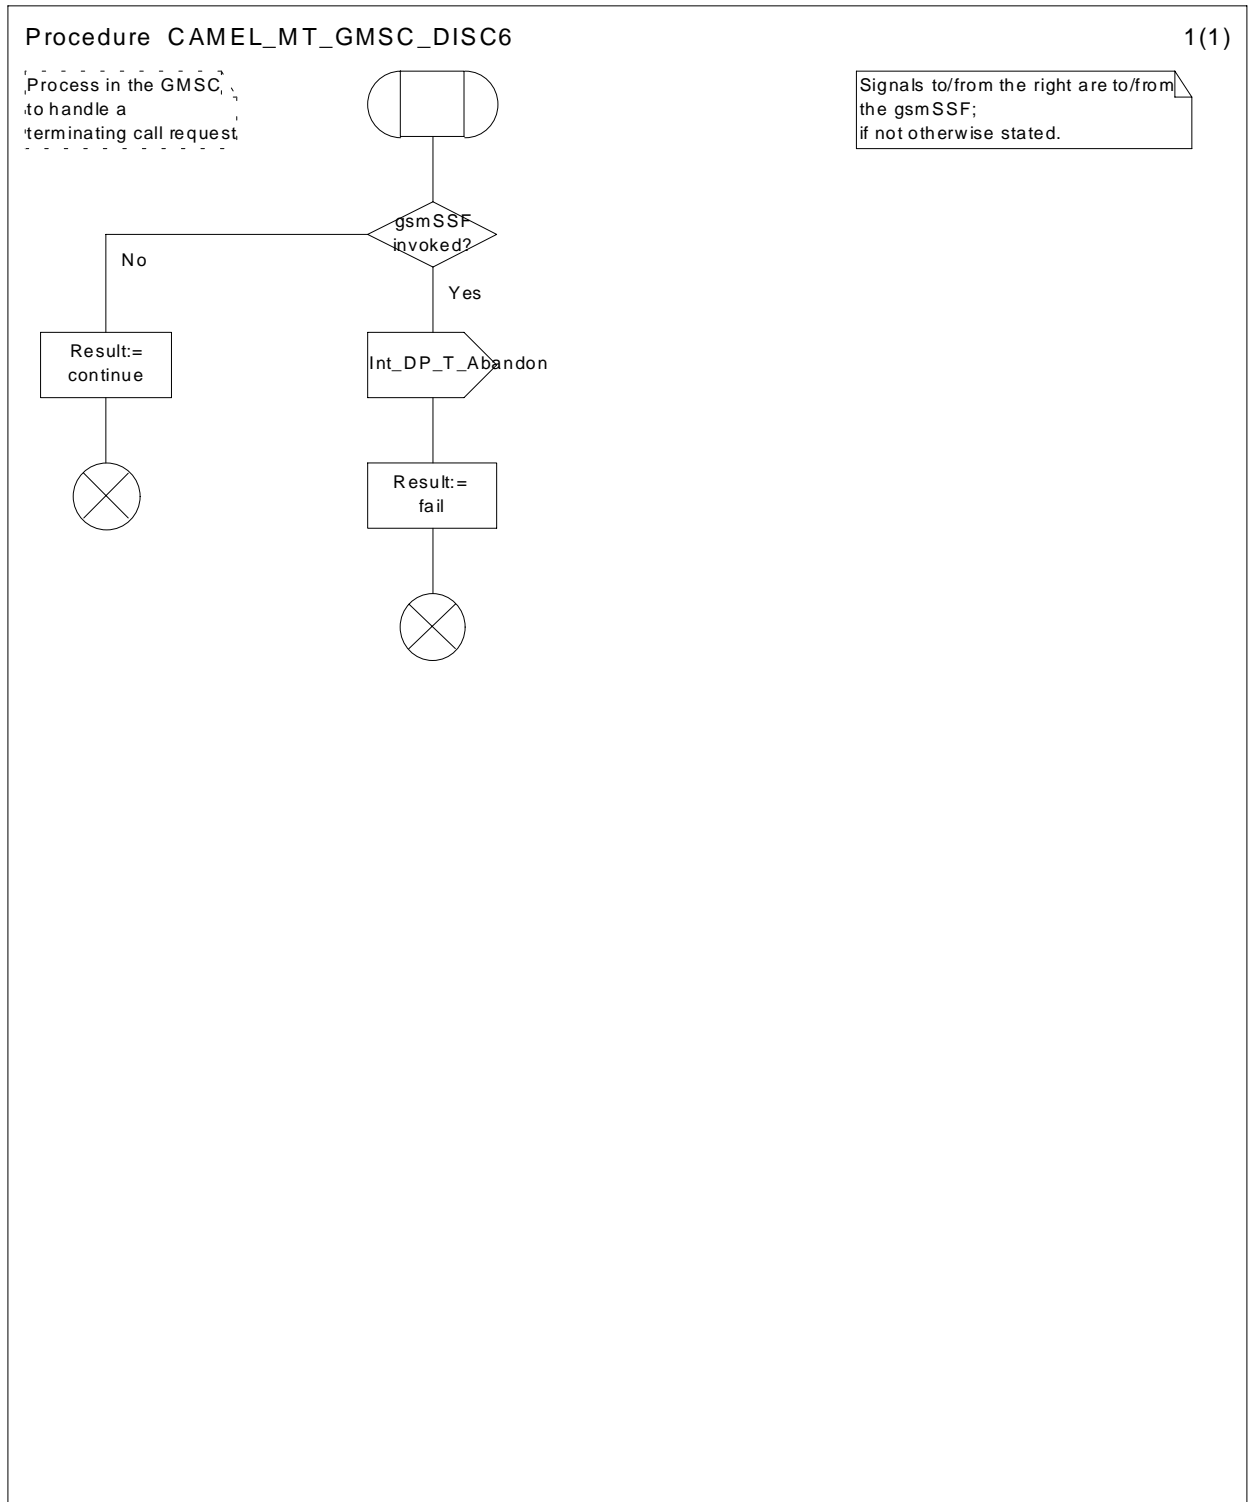 Procedure CAMEL_MT_GMSC_DISC6
1(1)
Process in the GMSC
to handle a
terminating call request
Signals to/from the right are to/from
the gsmSSF;
if not otherwise stated.
gsmSSF
invoked?
No
Yes
Result:=
continue
Int_DP_T_Abandon
Result:=
fail